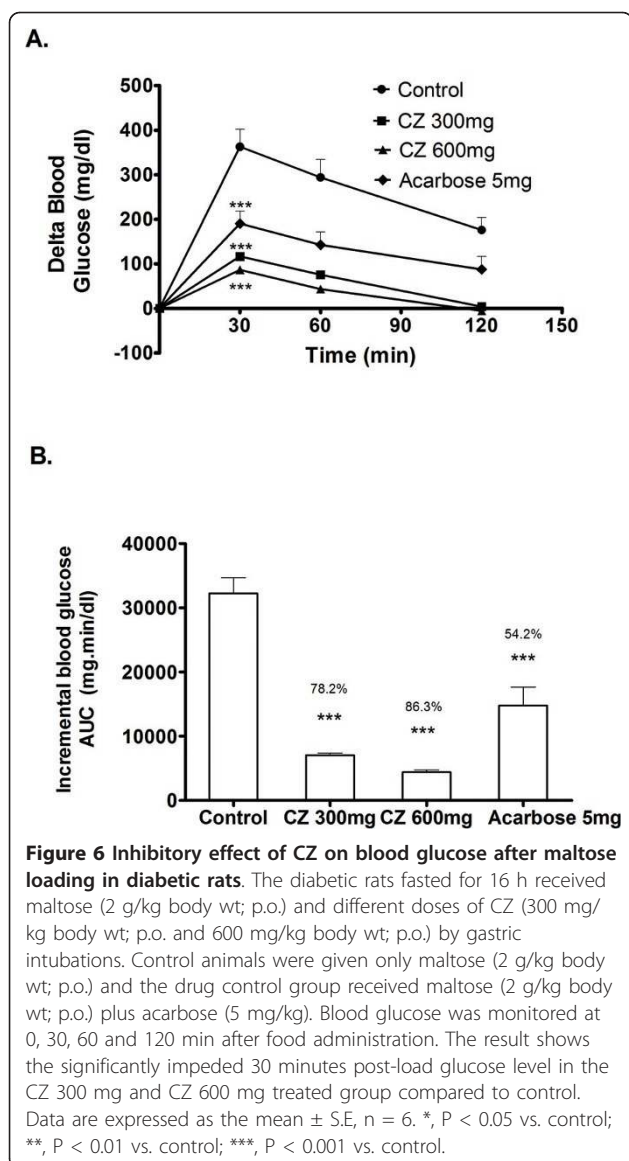 A.
500
400
300
200
100
0
-100
Delta Blood
Glucose (mg/dl)
Control
CZ 300mg
CZ 600mg
Acarbose 5mg
***
***
***
30
60
90
120
150
Time (min)
B.
40000
30000
20000
10000
0
Incremental blood glucose
AUC (mg.min/dl)
78.2%
***
86.3%
***
54.2%
***
Control
CZ 300mg
CZ 600mg
Acarbose 5mg
Figure 6 Inhibitory effect of CZ on blood glucose after maltose
loading in diabetic rats. The diabetic rats fasted for 16 h received
maltose (2 g/kg body wt; p.o.) and different doses of CZ (300 mg/
kg body wt; p.o. and 600 mg/kg body wt; p.o.) by gastric
intubations. Control animals were given only maltose (2 g/kg body
wt; p.o.) and the drug control group received maltose (2 g/kg body
wt; p.o.) plus acarbose (5 mg/kg). Blood glucose was monitored at
0, 30, 60 and 120 min after food administration. The result shows
the significantly impeded 30 minutes post-load glucose level in the
CZ 300 mg and CZ 600 mg treated group compared to control.
Data are expressed as the mean ± S.E, n = 6. *, P < 0.05 vs. control;
**, P < 0.01 vs. control; ***, P < 0.001 vs. control.